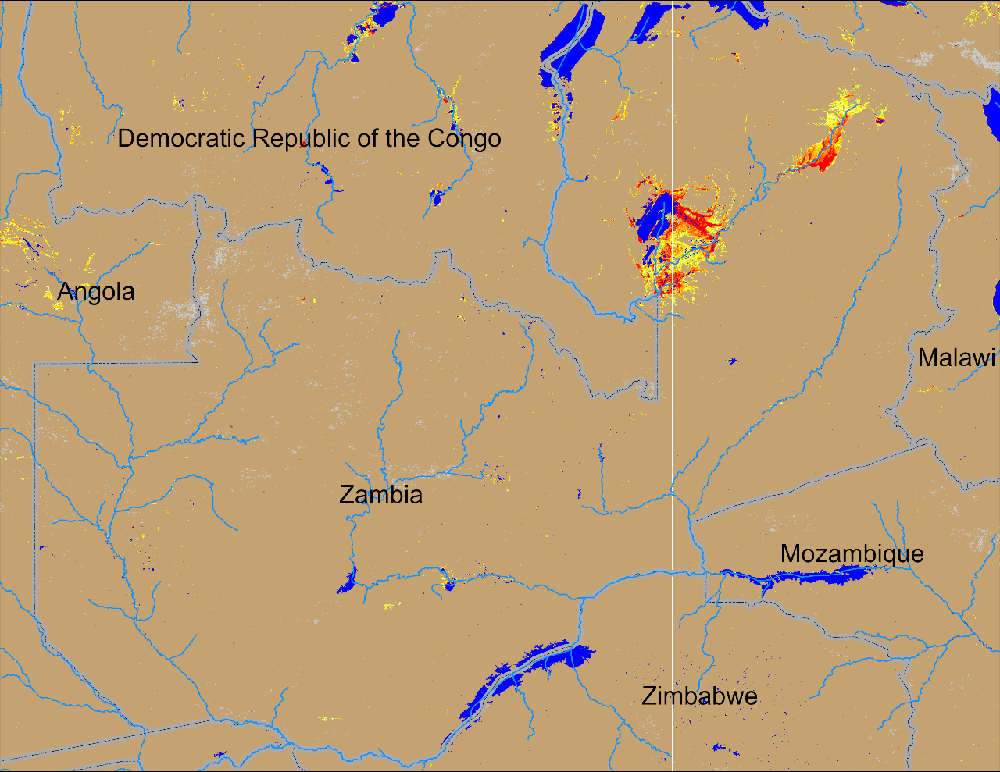 Democratic Republic of the Congo
Angola
Malawi
Zambia
Mozambique
Zimbabwe